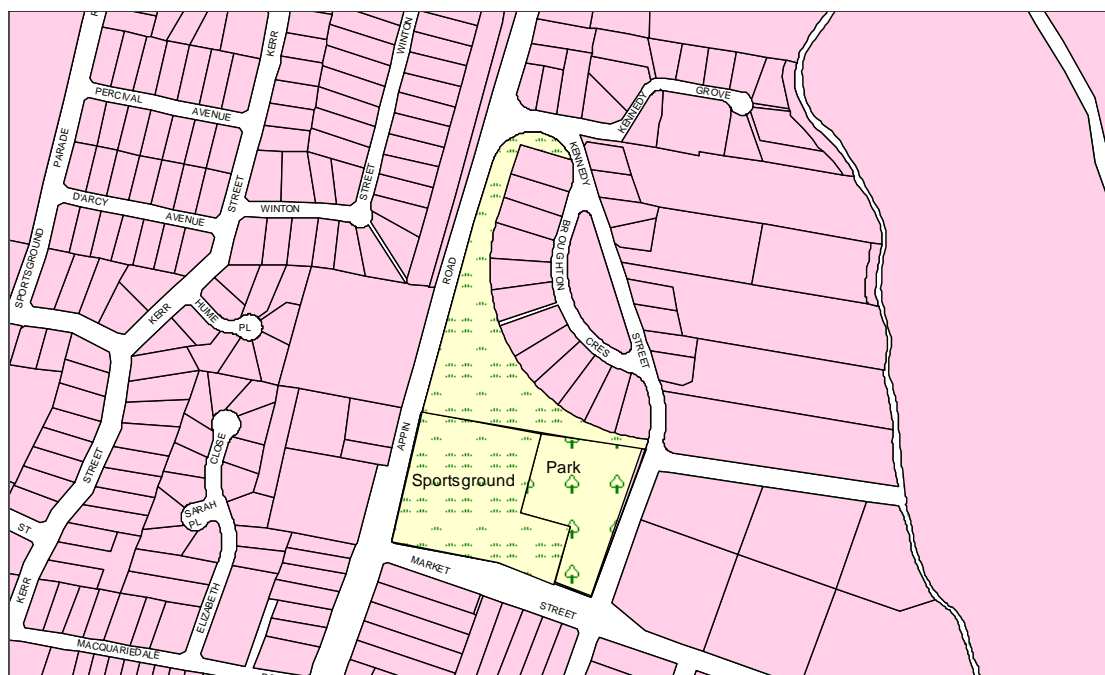 KERR
WINTON
PERCIVAL
AVENUE
KENNEDY
GROVE
PARADE
KENNEDY
D'ARCY
AVENUE
STREET
WINTON
STREET
BROUGHTON
SPORTSGROUND
ROAD
KERR
HUME
PL
CRES
STREET
APPIN
CLOSE
STREET
Sportsground
Park
SARAH
PL
ST
MARKET
STREET
KERR
ELIZABETH
MACQUARIEDALE